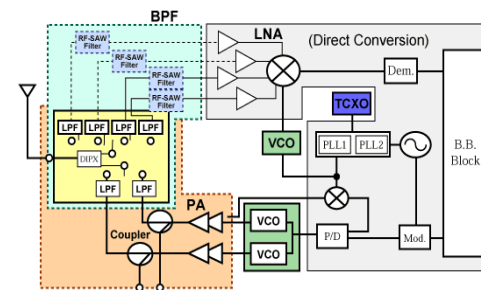 BPF
RF-SAW
Filter
LNA
(Direct Conversion)
RF-SAW
Filter
RF-SAW
Filter
Dem.
RF-SAW
Filter
TCXO
LPF LPF LPF LPF
VCO
PLL1 PLL2
DIPX
B.B.
Block
LPF LPF
PA
Coupler
VCO
P/D
Mod.
VCO